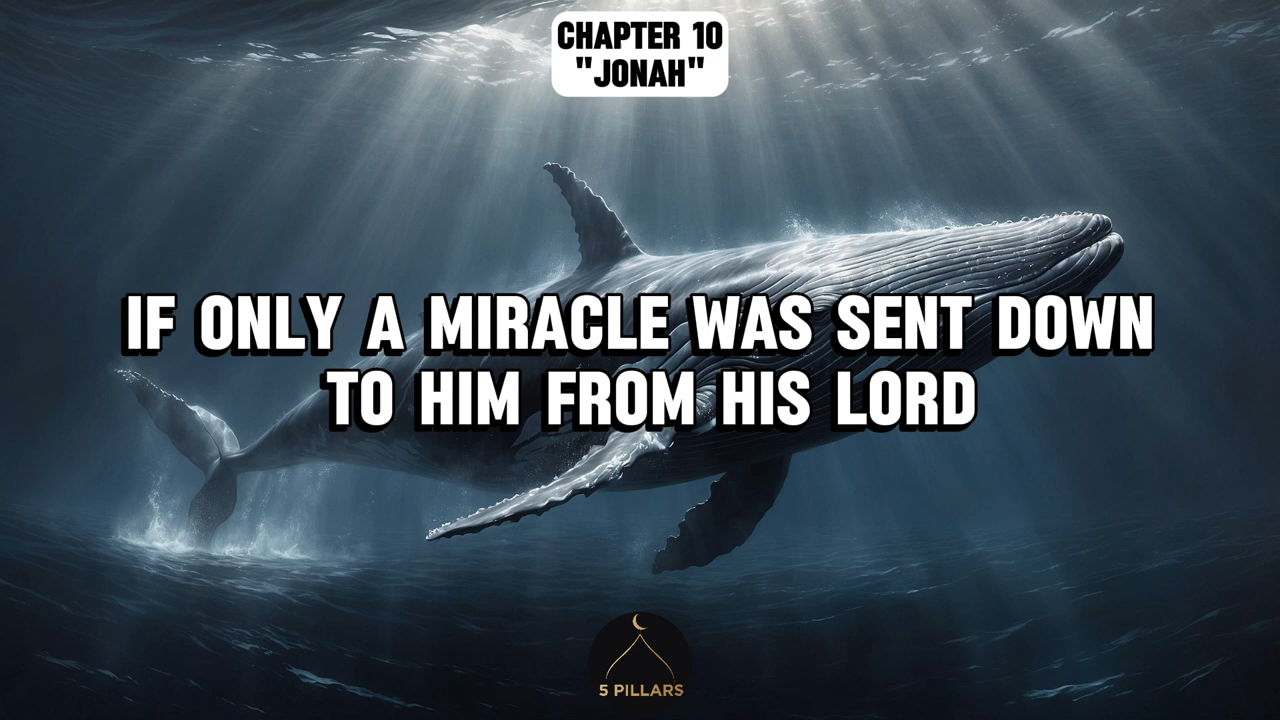 CHAPTER 10
"JONAH"
IF ONLY A MIRACLE WAS SENT DOWN
TO HIM FROM HIS LORD
5 PILLARS